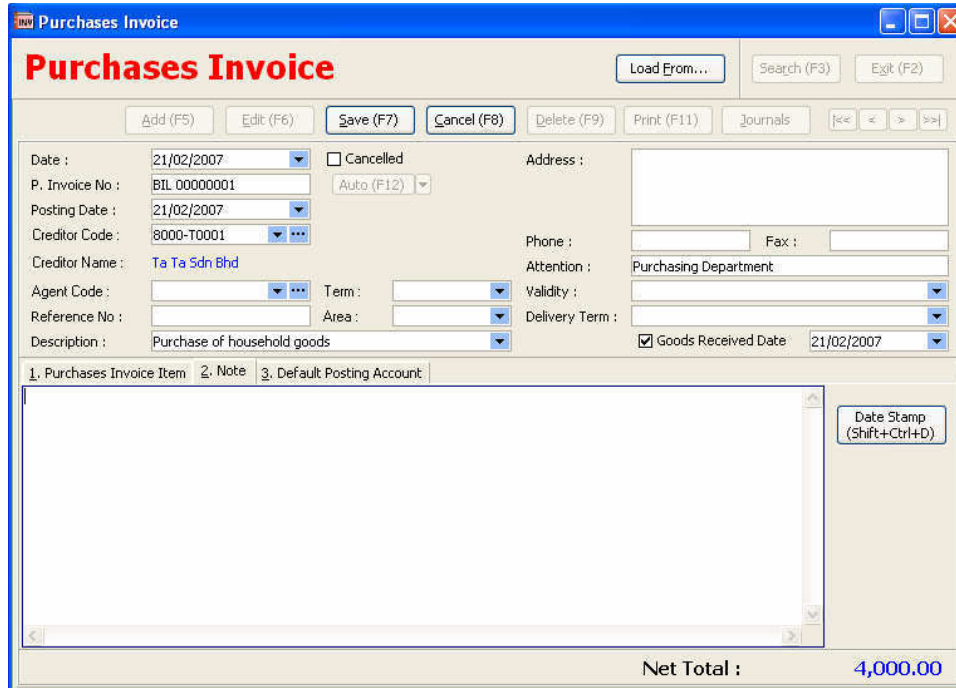 Purchases Invoice
Purchases Invoice
Load From...
Search (F3)
Exit (F2)
Add (F5)
Edit (F6)
Save (F7)
Cancel (F8)
Delete (F9)
Print (F11)
Journals
|<<
<
>
>>|
Date : 21/02/2007
Cancelled
Address :
P. Invoice No : BIL 00000001
Auto (F12)
Posting Date : 21/02/2007
Creditor Code : 8000-T0001
Phone :
Fax :
Creditor Name : Ta Ta Sdn Bhd
Attention : Purchasing Department
Agent Code :
Term :
Validity :
Reference No :
Area :
Delivery Term :
Description : Purchase of household goods
Goods Received Date 21/02/2007
1. Purchases Invoice Item
2. Note
3. Default Posting Account
Date Stamp
(Shift+Ctrl+D)
Net Total : 4,000.00